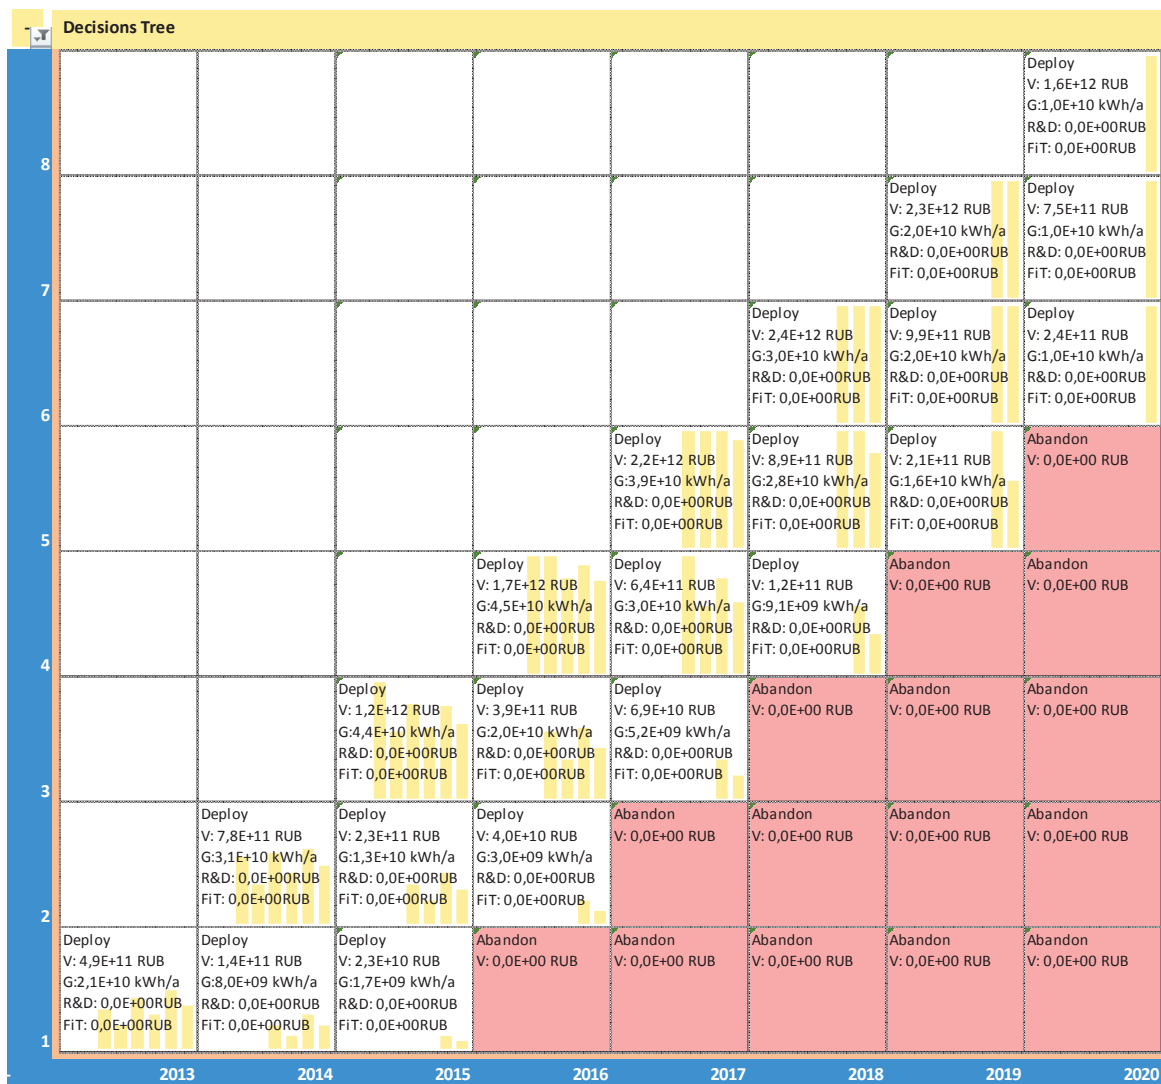 - Decisions Tree
Deploy
V: 1,6E+12 RUB
G:1,0E+10 kWh/a
R&D: 0,0E+00RUB
FiT: 0,0E+00RUB
8
Deploy
V: 2,3E+12 RUB
G:2,0E+10 kWh/a
R&D: 0,0E+00RUB
FiT: 0,0E+00RUB
Deploy
V: 7,5E+11 RUB
G:1,0E+10 kWh/a
R&D: 0,0E+00RUB
FiT: 0,0E+00RUB
7
Deploy
V: 2,4E+12 RUB
G:3,0E+10 kWh/a
R&D: 0,0E+00RUB
FiT: 0,0E+00RUB
Deploy
V: 9,9E+11 RUB
G:2,0E+10 kWh/a
R&D: 0,0E+00RUB
FiT: 0,0E+00RUB
Deploy
V: 2,4E+11 RUB
G:1,0E+10 kWh/a
R&D: 0,0E+00RUB
FiT: 0,0E+00RUB
6
Deploy
V: 2,2E+12 RUB
G:3,9E+10 kWh/a
R&D: 0,0E+00RUB
FiT: 0,0E+00RUB
Deploy
V: 8,9E+11 RUB
G:2,8E+10 kWh/a
R&D: 0,0E+00RUB
FiT: 0,0E+00RUB
Deploy
V: 2,1E+11 RUB
G:1,6E+10 kWh/a
R&D: 0,0E+00RUB
FiT: 0,0E+00RUB
Abandon
V: 0,0E+00 RUB
5
Deploy
V: 1,7E+12 RUB
G:4,5E+10 kWh/a
R&D: 0,0E+00RUB
FiT: 0,0E+00RUB
Deploy
V: 6,4E+11 RUB
G:3,0E+10 kWh/a
R&D: 0,0E+00RUB
FiT: 0,0E+00RUB
Deploy
V: 1,2E+11 RUB
G:9,1E+09 kWh/a
R&D: 0,0E+00RUB
FiT: 0,0E+00RUB
Abandon
V: 0,0E+00 RUB
Abandon
V: 0,0E+00 RUB
4
Deploy
V: 1,2E+12 RUB
G:4,4E+10 kWh/a
R&D: 0,0E+00RUB
FiT: 0,0E+00RUB
Deploy
V: 3,9E+11 RUB
G:2,0E+10 kWh/a
R&D: 0,0E+00RUB
FiT: 0,0E+00RUB
Deploy
V: 6,9E+10 RUB
G:5,2E+09 kWh/a
R&D: 0,0E+00RUB
FiT: 0,0E+00RUB
Abandon
V: 0,0E+00 RUB
Abandon
V: 0,0E+00 RUB
Abandon
V: 0,0E+00 RUB
3
Deploy
V: 7,8E+11 RUB
G:3,1E+10 kWh/a
R&D: 0,0E+00RUB
FiT: 0,0E+00RUB
Deploy
V: 2,3E+11 RUB
G:1,3E+10 kWh/a
R&D: 0,0E+00RUB
FiT: 0,0E+00RUB
Deploy
V: 4,0E+10 RUB
G:3,0E+09 kWh/a
R&D: 0,0E+00RUB
FiT: 0,0E+00RUB
Abandon
V: 0,0E+00 RUB
Abandon
V: 0,0E+00 RUB
Abandon
V: 0,0E+00 RUB
Abandon
V: 0,0E+00 RUB
2
Deploy
V: 4,9E+11 RUB
G:2,1E+10 kWh/a
R&D: 0,0E+00RUB
FiT: 0,0E+00RUB
Deploy
V: 1,4E+11 RUB
G:8,0E+09 kWh/a
R&D: 0,0E+00RUB
FiT: 0,0E+00RUB
Deploy
V: 2,3E+10 RUB
G:1,7E+09 kWh/a
R&D: 0,0E+00RUB
FiT: 0,0E+00RUB
Abandon
V: 0,0E+00 RUB
Abandon
V: 0,0E+00 RUB
Abandon
V: 0,0E+00 RUB
Abandon
V: 0,0E+00 RUB
Abandon
V: 0,0E+00 RUB
1
- 2013 2014 2015 2016 2017 2018 2019 2020